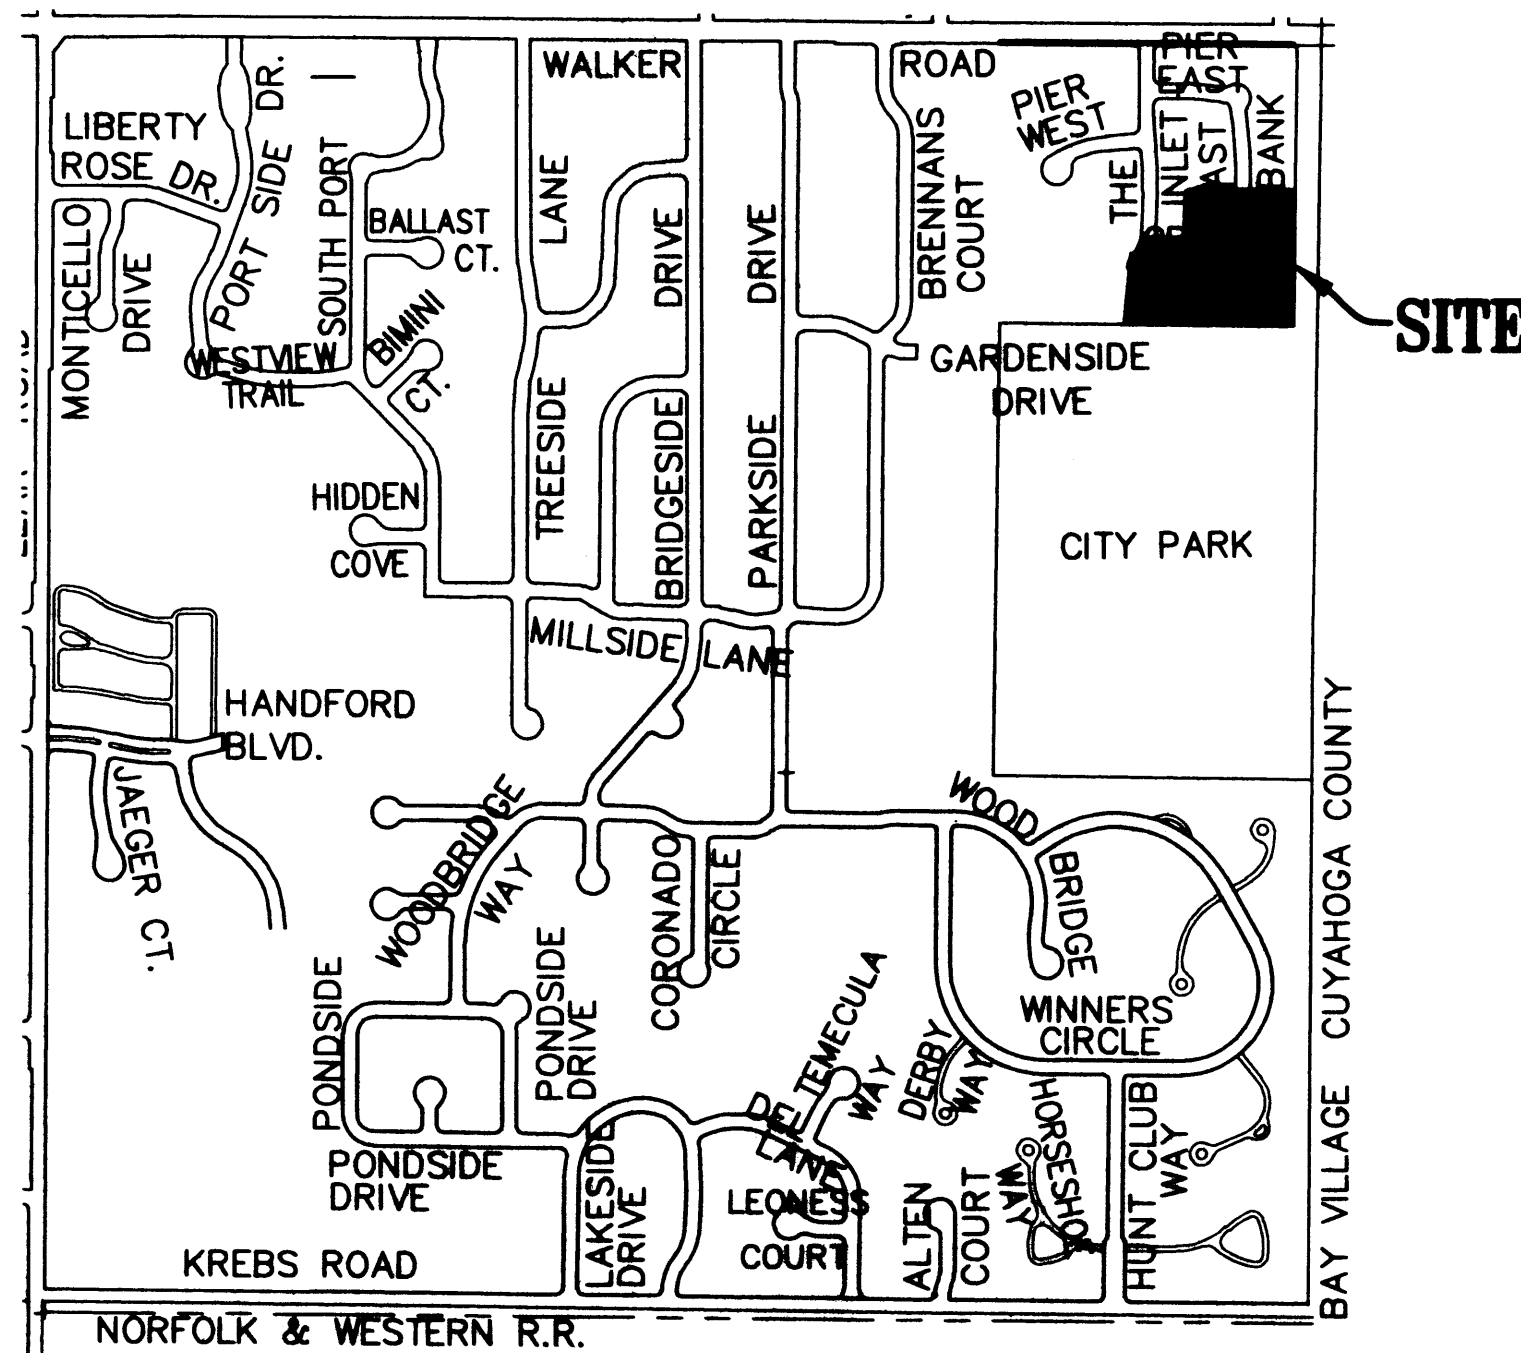 WALKER
ROAD
PIER
EAST
PIER
WEST
THE
INLET
EAST
BANK
LIBERTY
ROSE DR.
PORT SIDE DR.
SOUTH PORT
BALLAST
CT.
LANE
TREESIDE
DRIVE
BRIDGESIDE
DRIVE
PARKSIDE
BRENNANS
COURT
MONTICELLO
DRIVE
BIMINI
CT.
WESTVIEW
TRAIL
GARDENSIDE
DRIVE
SITE
HIDDEN
COVE
CITY PARK
MILLSIDE LANE
HANDFORD
BLVD.
JAEGER CT.
WOODBRIDGE
WAY
WOOD
BRIDGE
CORONADO
CIRCLE
PONDSIDE
PONDSIDE
DRIVE
WINNERS
CIRCLE
TEMECULA
WAY
DERBY
WAY
DEL
LANE
HORSESHOE
WAY
HUNT CLUB
WAY
PONDSIDE
DRIVE
LAKESIDE
DRIVE
LEONESS
COURT
ALTEN
COURT
KREBS ROAD
NORFOLK & WESTERN R.R.
BAY VILLAGE CUYAHOGA COUNTY